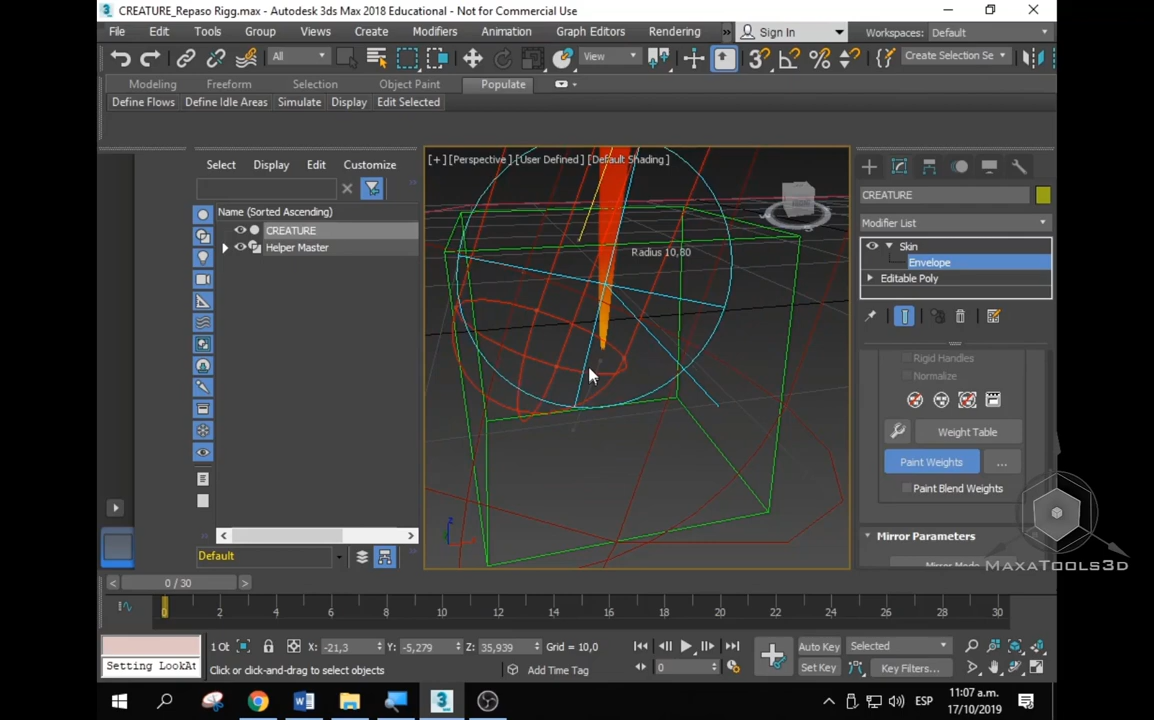 CREATURE_Repaso Rigg.max - Autodesk 3ds Max 2018 Educational - Not for Commercial Use
File Edit Tools Group Views Create Modifiers Animation Graph Editors Rendering » Sign In Workspaces: Default
All View Create Selection Se
Modeling Freeform Selection Object Paint Populate
Define Flows Define Idle Areas Simulate Display Edit Selected
Select Display Edit Customize
Name (Sorted Ascending)
CREATURE
Helper Master
Default
[+] [Perspective] [User Defined] [Default Shading]
Radius 10,80
CREATURE
Modifier List
Skin
Envelope
Editable Poly
Rigid Handles
Normalize
Weight Table
Paint Weights ...
Paint Blend Weights
Mirror Parameters
MAXATOOLS3D
< 0 / 30 >
0 2 4 6 8 10 12 14 16 18 20 22 24 26 28 30
Setting LookAt
X: -21,3 Y: -5,279 Z: 35,939 Grid = 10,0
Click or click-and-drag to select objects Add Time Tag
0
Auto Key Selected
Set Key Key Filters...
ESP
11:07 a.m.
17/10/2019